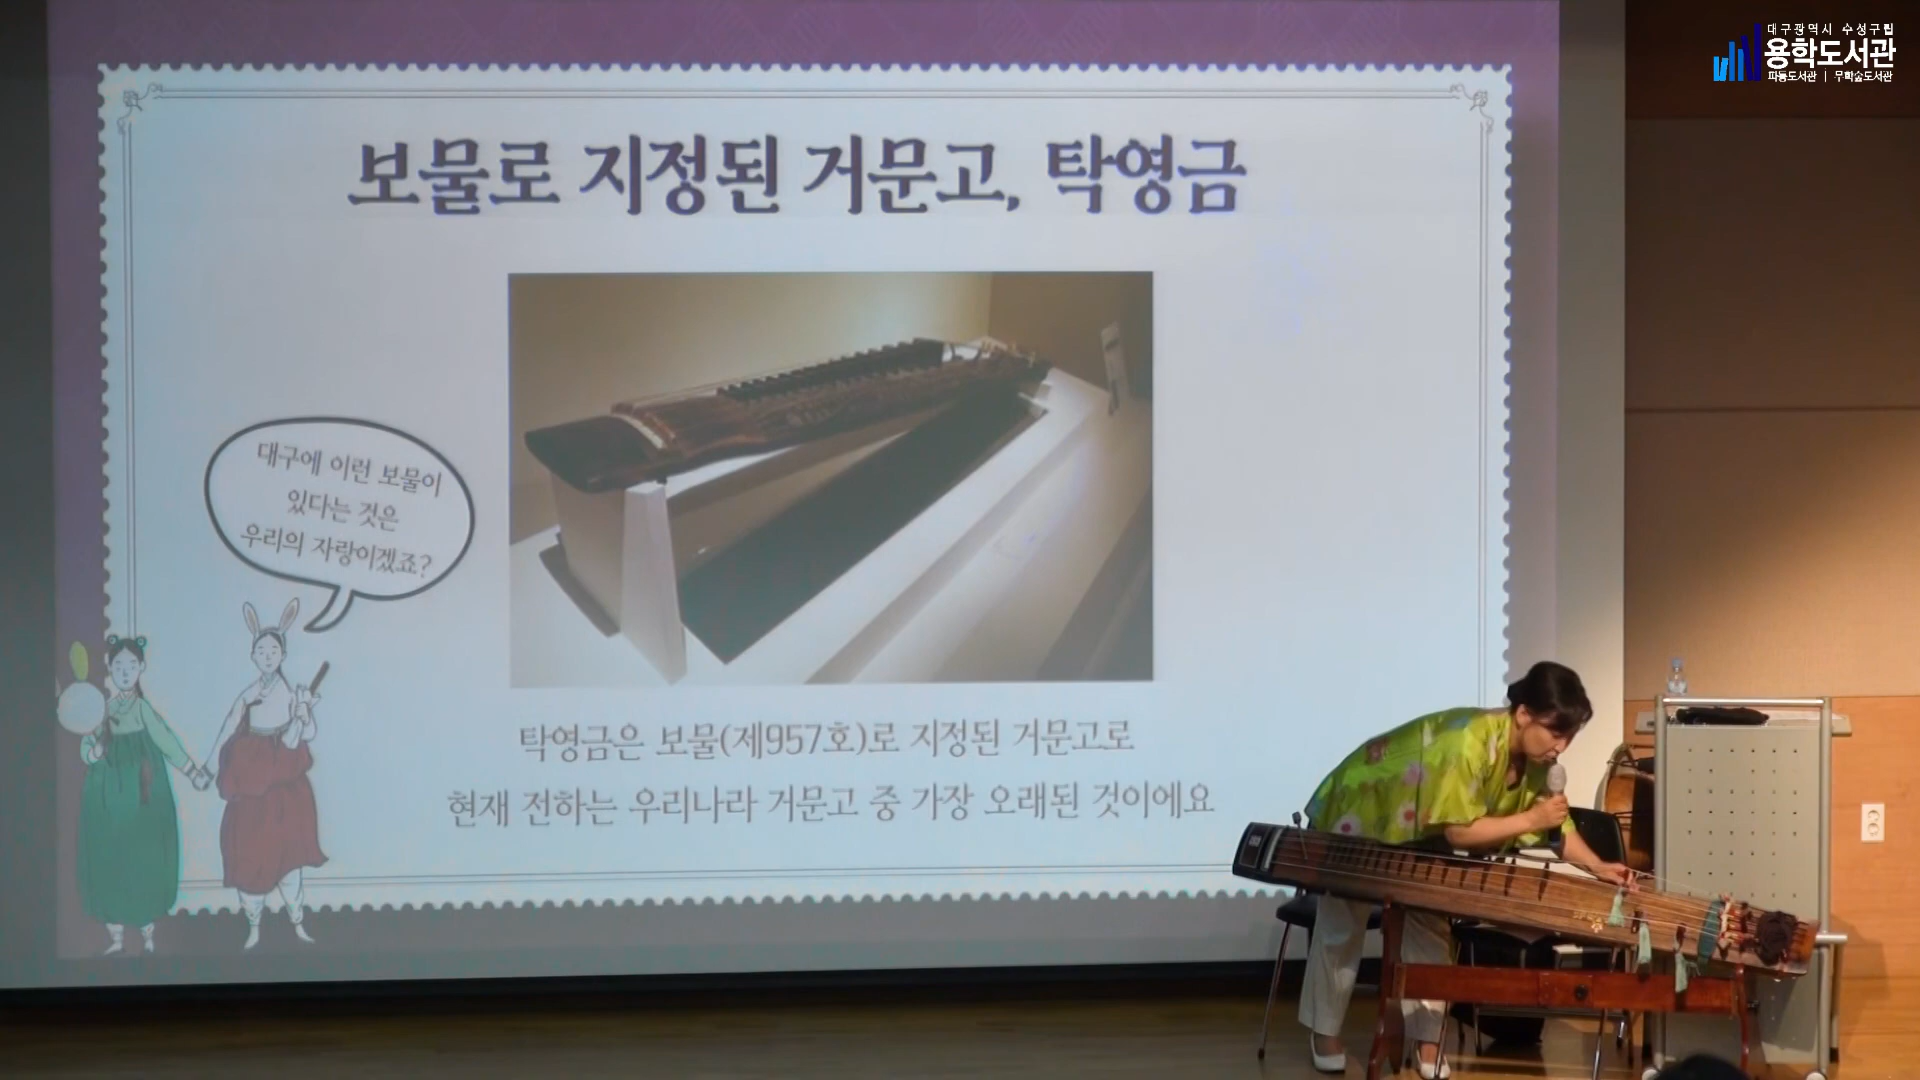 대구광역시 수성구립
용학도서관
파동도서관 | 무학숲도서관
보물로 지정된 거문고, 탁영금
대구에 이런 보물이
있다는 것은
우리의 자랑이겠죠?
탁영금은 보물(제957호)로 지정된 거문고로
현재 전하는 우리나라 거문고 중 가장 오래된 것이에요